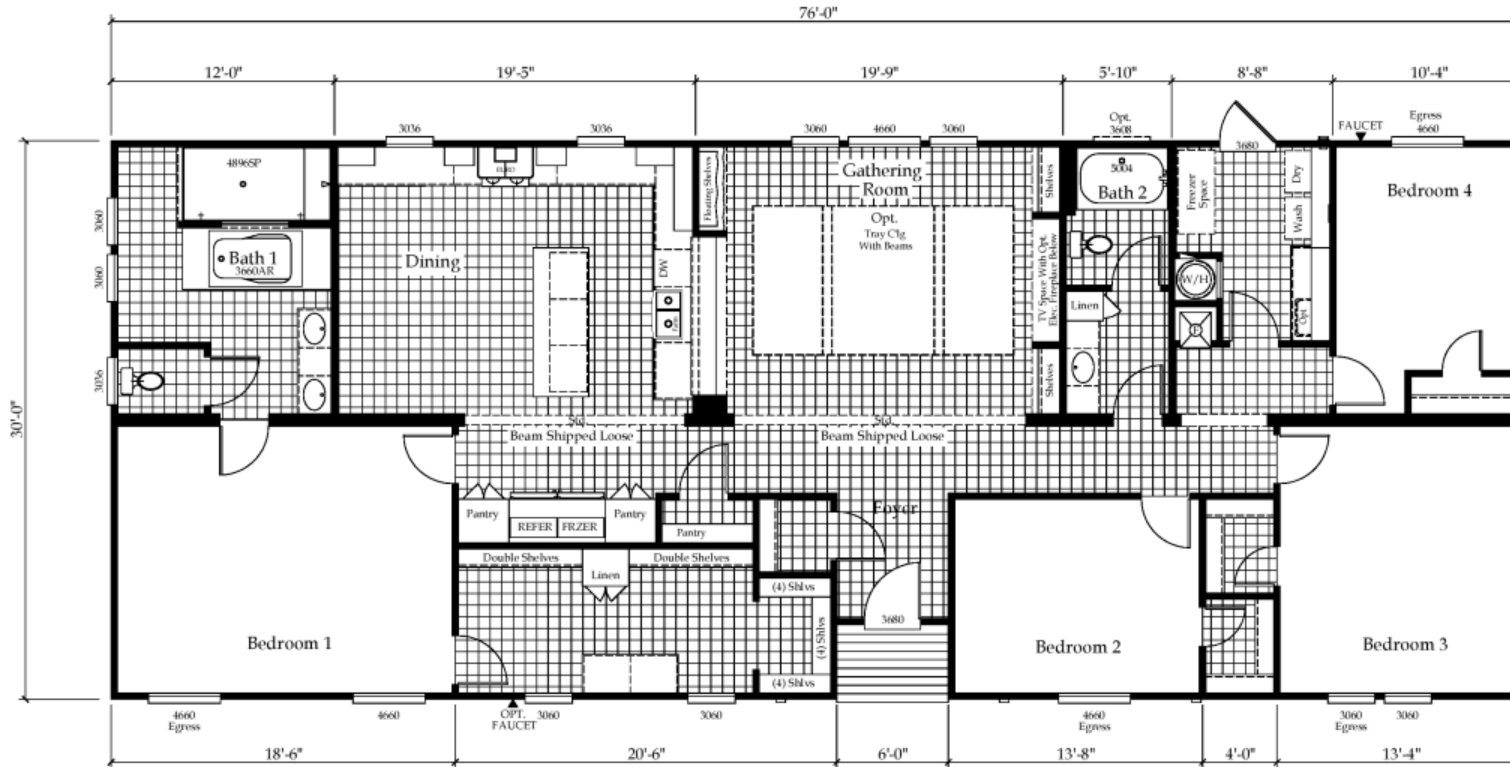 76'-0"
12'-0"
19'-5"
19'-9"
5'-10"
8'-8"
10'-4"
3036
3036
3060
4660
3060
Opt.
3608
3680
FAUCET
Egress
4660
4896SP
EURO
Floating Shelves
Gathering
Room
Shelves
5004
Bath 2
Freezer
Space
Dry
Wash
Bedroom 4
Opt.
Tray C'lg
With Beams
TV Space With Opt.
Elec. Fireplace Below
Shelves
3060
3060
3036
Bath 1
3660AR
Dining
MW
Linen
W/H
F
Opt
30'-0"
Std.
Beam Shipped Loose
Std.
Beam Shipped Loose
Pantry
REFER
FRZER
Pantry
Pantry
Foyer
Double Shelves
Double Shelves
Linen
(4) Shlvs
(4) Shlvs
(4) Shlvs
3680
Bedroom 1
Bedroom 2
Bedroom 3
4660
Egress
4660
OPT.
FAUCET
3060
3060
4660
Egress
3060
Egress
3060
18'-6"
20'-6"
6'-0"
13'-8"
4'-0"
13'-4"